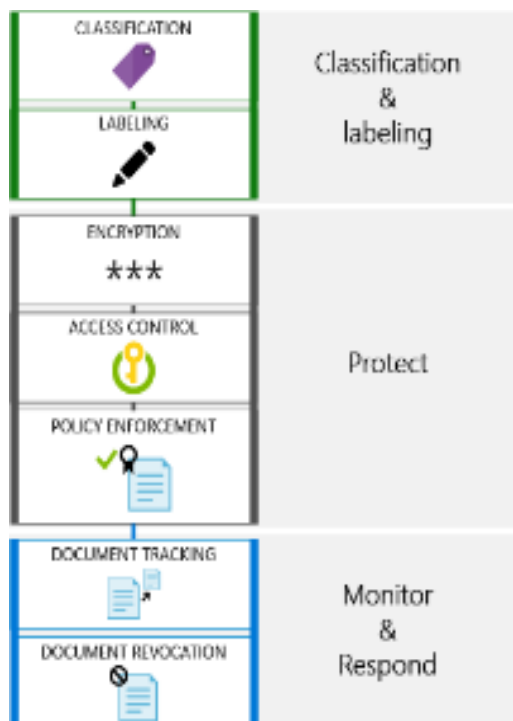 CLASSIFICATION
LABELING
Classification
&
labeling
ENCRYPTION
***
ACCESS CONTROL
POLICY ENFORCEMENT
Protect
DOCUMENT TRACKING
DOCUMENT REVOCATION
Monitor
&
Respond